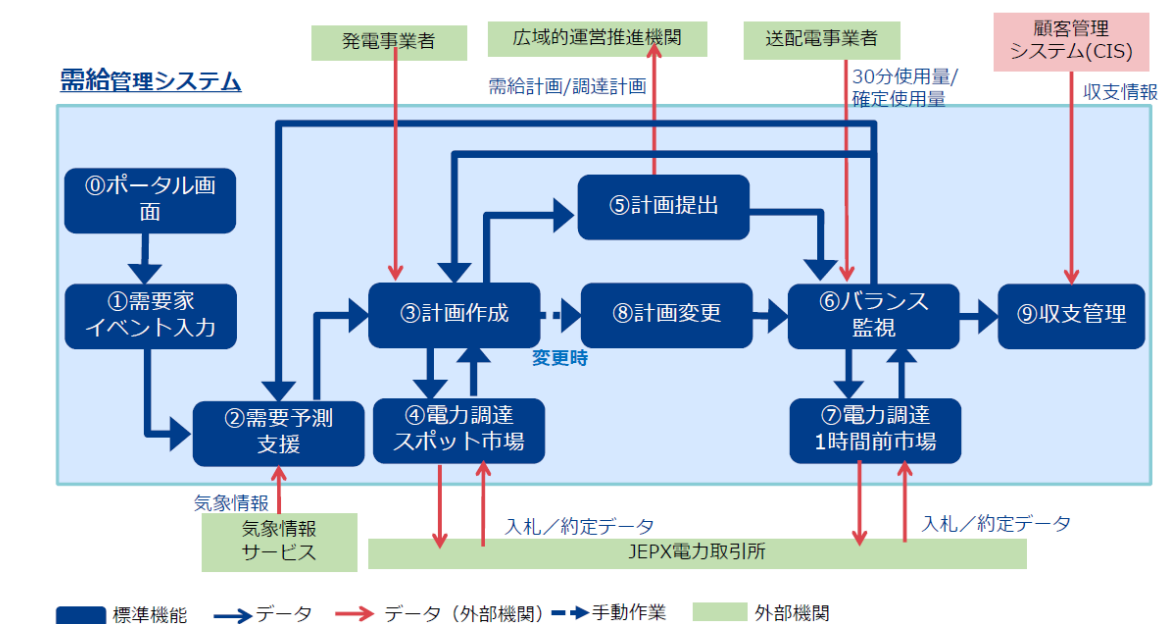 発電事業者
広域的運営推進機関
送配電事業者
顧客管理
システム(CIS)
需給管理システム
需給計画/調達計画
30分使用量/
確定使用量
収支情報
⓪ポータル画
面
⑤計画提出
①需要家
イベント入力
③計画作成
⑧計画変更
⑥バランス
監視
⑨収支管理
変更時
②需要予測
支援
④電力調達
スポット市場
⑦電力調達
1時間前市場
気象情報
気象情報
サービス
入札／約定データ
入札／約定データ
JEPX電力取引所
標準機能
データ
データ（外部機関）
手動作業
外部機関